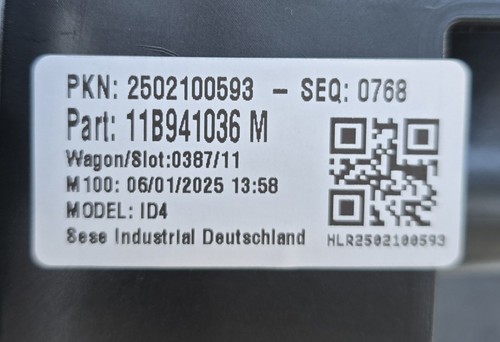 PKN: 2502100593 - SEQ: 0768
Part: 11B941036 M
Wagon/Slot:0387/11
M100: 06/01/2025 13:58
MODEL: ID4
Sese Industrial Deutschland
HLR2502100593